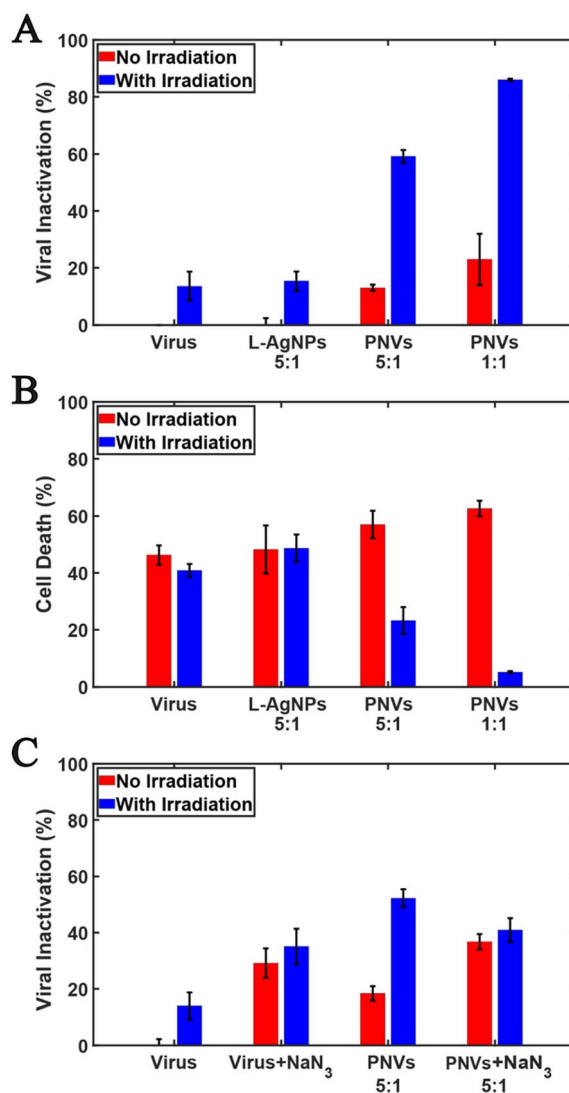 A
100
No Irradiation
With Irradiation
80
60
40
20
0
Viral Inactivation (%)
Virus L-AgNPs PNVs PNVs
5:1 5:1 1:1
B
100
No Irradiation
With Irradiation
80
60
40
20
0
Cell Death (%)
Virus L-AgNPs PNVs PNVs
5:1 5:1 1:1
C
100
No Irradiation
With Irradiation
80
60
40
20
0
Viral Inactivation (%)
Virus Virus+NaN₃ PNVs PNVs+NaN₃
5:1 5:1